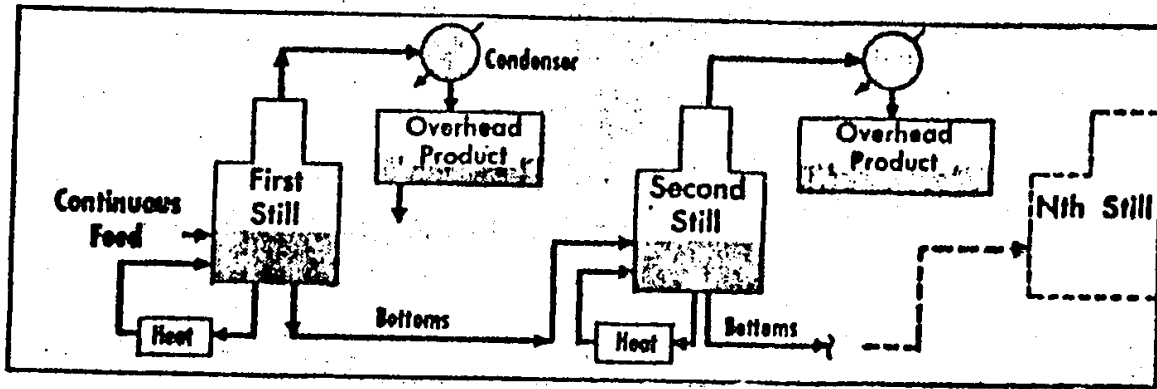 Condenser
Overhead
Product
First
Still
Continuous
Feed
Heat
Bottoms
Overhead
Product
Second
Still
Heat
Bottoms
Nth Still